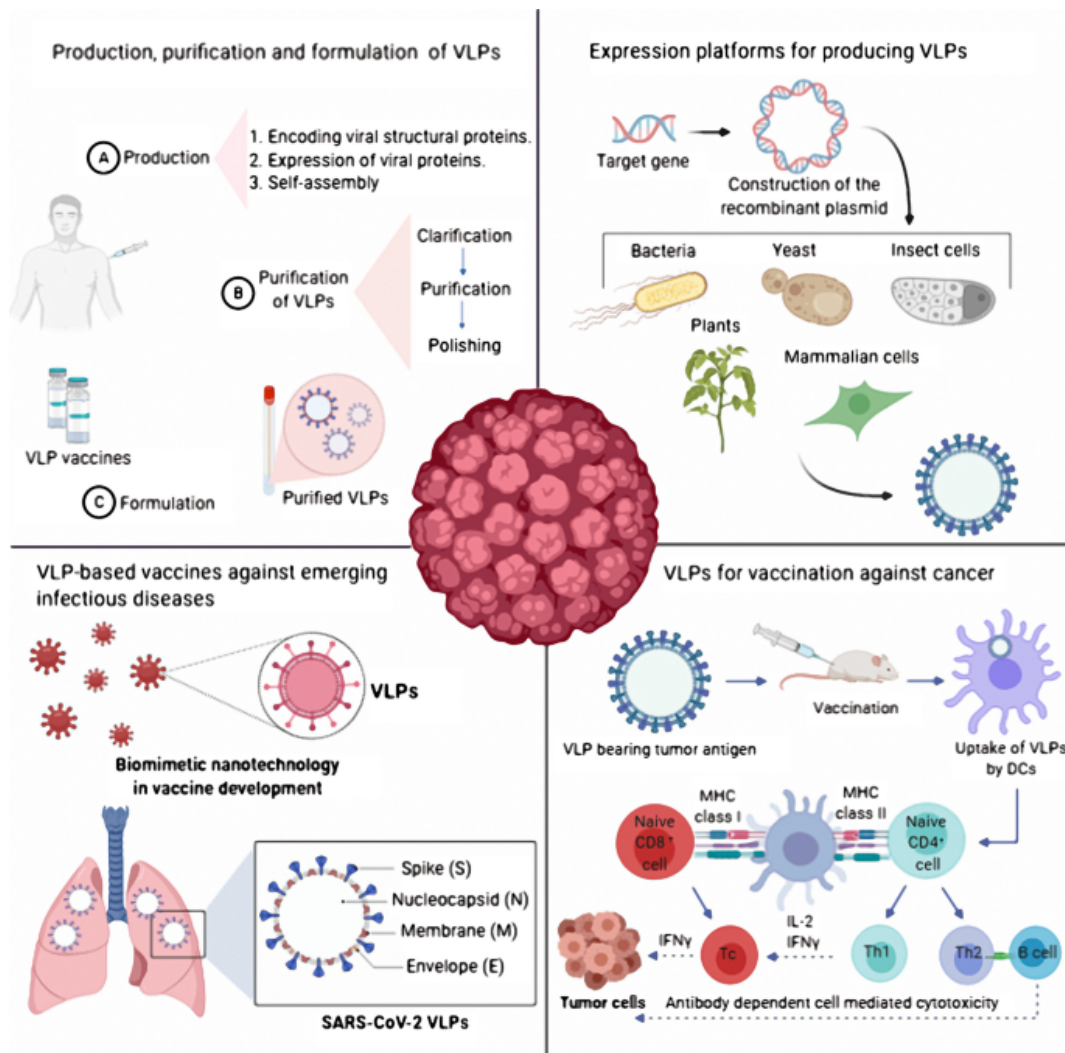 Production, purification and formulation of VLPs
A Production
1. Encoding viral structural proteins.
2. Expression of viral proteins.
3. Self-assembly
B Purification
of VLPs
Clarification
Purification
Polishing
VLP vaccines
C Formulation
Purified VLPs
Expression platforms for producing VLPs
Target gene
Construction of the
recombinant plasmid
Bacteria
Yeast
Insect cells
Plants
Mammalian cells
VLP-based vaccines against emerging
infectious diseases
VLPs
Biomimetic nanotechnology
in vaccine development
Spike (S)
Nucleocapsid (N)
Membrane (M)
Envelope (E)
SARS-CoV-2 VLPs
VLPs for vaccination against cancer
VLP bearing tumor antigen
Vaccination
Uptake of VLPs
by DCs
Naive
CD8+
cell
MHC
class I
MHC
class II
Naive
CD4+
cell
IFNγ
Tc
IL-2
IFNγ
Th1
Th2
B cell
Tumor cells
Antibody dependent cell mediated cytotoxicity